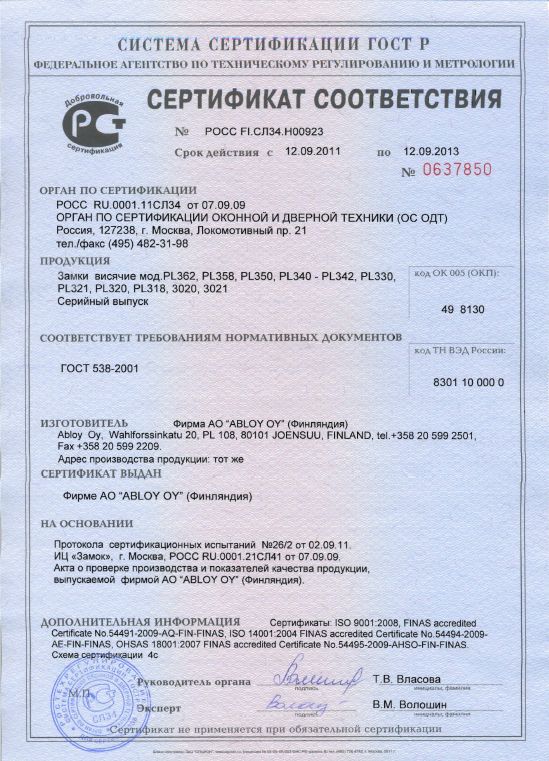 СИСТЕМА СЕРТИФИКАЦИИ ГОСТ Р
ФЕДЕРАЛЬНОЕ АГЕНТСТВО ПО ТЕХНИЧЕСКОМУ РЕГУЛИРОВАНИЮ И МЕТРОЛОГИИ
Добровольная
сертификация
СЕРТИФИКАТ СООТВЕТСТВИЯ
№ РОСС FI.СЛ34.Н00923
Срок действия с 12.09.2011 по 12.09.2013
№ 0637850
ОРГАН ПО СЕРТИФИКАЦИИ
РОСС RU.0001.11СЛ34 от 07.09.09
ОРГАН ПО СЕРТИФИКАЦИИ ОКОННОЙ И ДВЕРНОЙ ТЕХНИКИ (ОС ОДТ)
Россия, 127238, г. Москва, Локомотивный пр. 21
тел./факс (495) 482-31-98
ПРОДУКЦИЯ
Замки висячие мод.PL362, PL358, PL350, PL340 - PL342, PL330,
PL321, PL320, PL318, 3020, 3021
Серийный выпуск
код ОК 005 (ОКП):
49 8130
СООТВЕТСТВУЕТ ТРЕБОВАНИЯМ НОРМАТИВНЫХ ДОКУМЕНТОВ
ГОСТ 538-2001
код ТН ВЭД России:
8301 10 000 0
ИЗГОТОВИТЕЛЬ Фирма АО "ABLOY OY" (Финляндия)
Abloy Oy, Wahlforssinkatu 20, PL 108, 80101 JOENSUU, FINLAND, tel.+358 20 599 2501,
Fax +358 20 599 2209.
Адрес производства продукции: тот же
СЕРТИФИКАТ ВЫДАН
Фирме АО "ABLOY OY" (Финляндия)
НА ОСНОВАНИИ
Протокола сертификационных испытаний №26/2 от 02.09.11.
ИЦ «Замок», г. Москва, РОСС RU.0001.21СЛ41 от 07.09.09.
Акта о проверке производства и показателей качества продукции,
выпускаемой фирмой АО "ABLOY OY" (Финляндия).
ДОПОЛНИТЕЛЬНАЯ ИНФОРМАЦИЯ Сертификаты: ISO 9001:2008, FINAS accredited
Certificate No.54491-2009-AQ-FIN-FINAS, ISO 14001:2004 FINAS accredited Certificate No.54494-2009-
AE-FIN-FINAS, OHSAS 18001:2007 FINAS accredited Certificate No.54495-2009-AHSO-FIN-FINAS.
Схема сертификации 4с
Руководитель органа
подпись
Т.В. Власова
инициалы, фамилия
М.П.
СЛ34
Эксперт
подпись
В.М. Волошин
инициалы, фамилия
Сертификат не применяется при обязательной сертификации